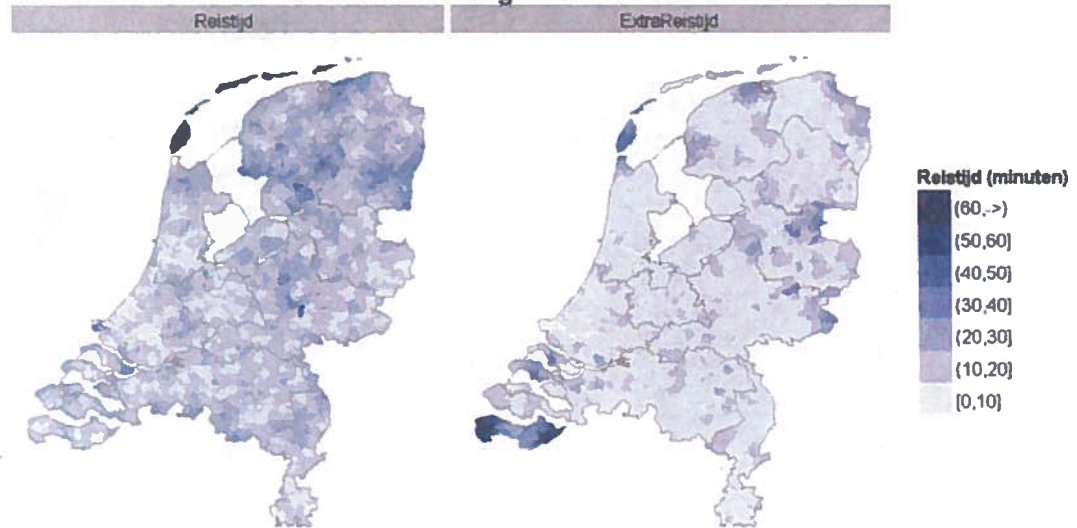 Reistijd
ExtraReistijd
Reistijd (minuten)
(60,->)
(50,60]
(40,50]
(30,40]
(20,30]
(10,20]
[0,10]